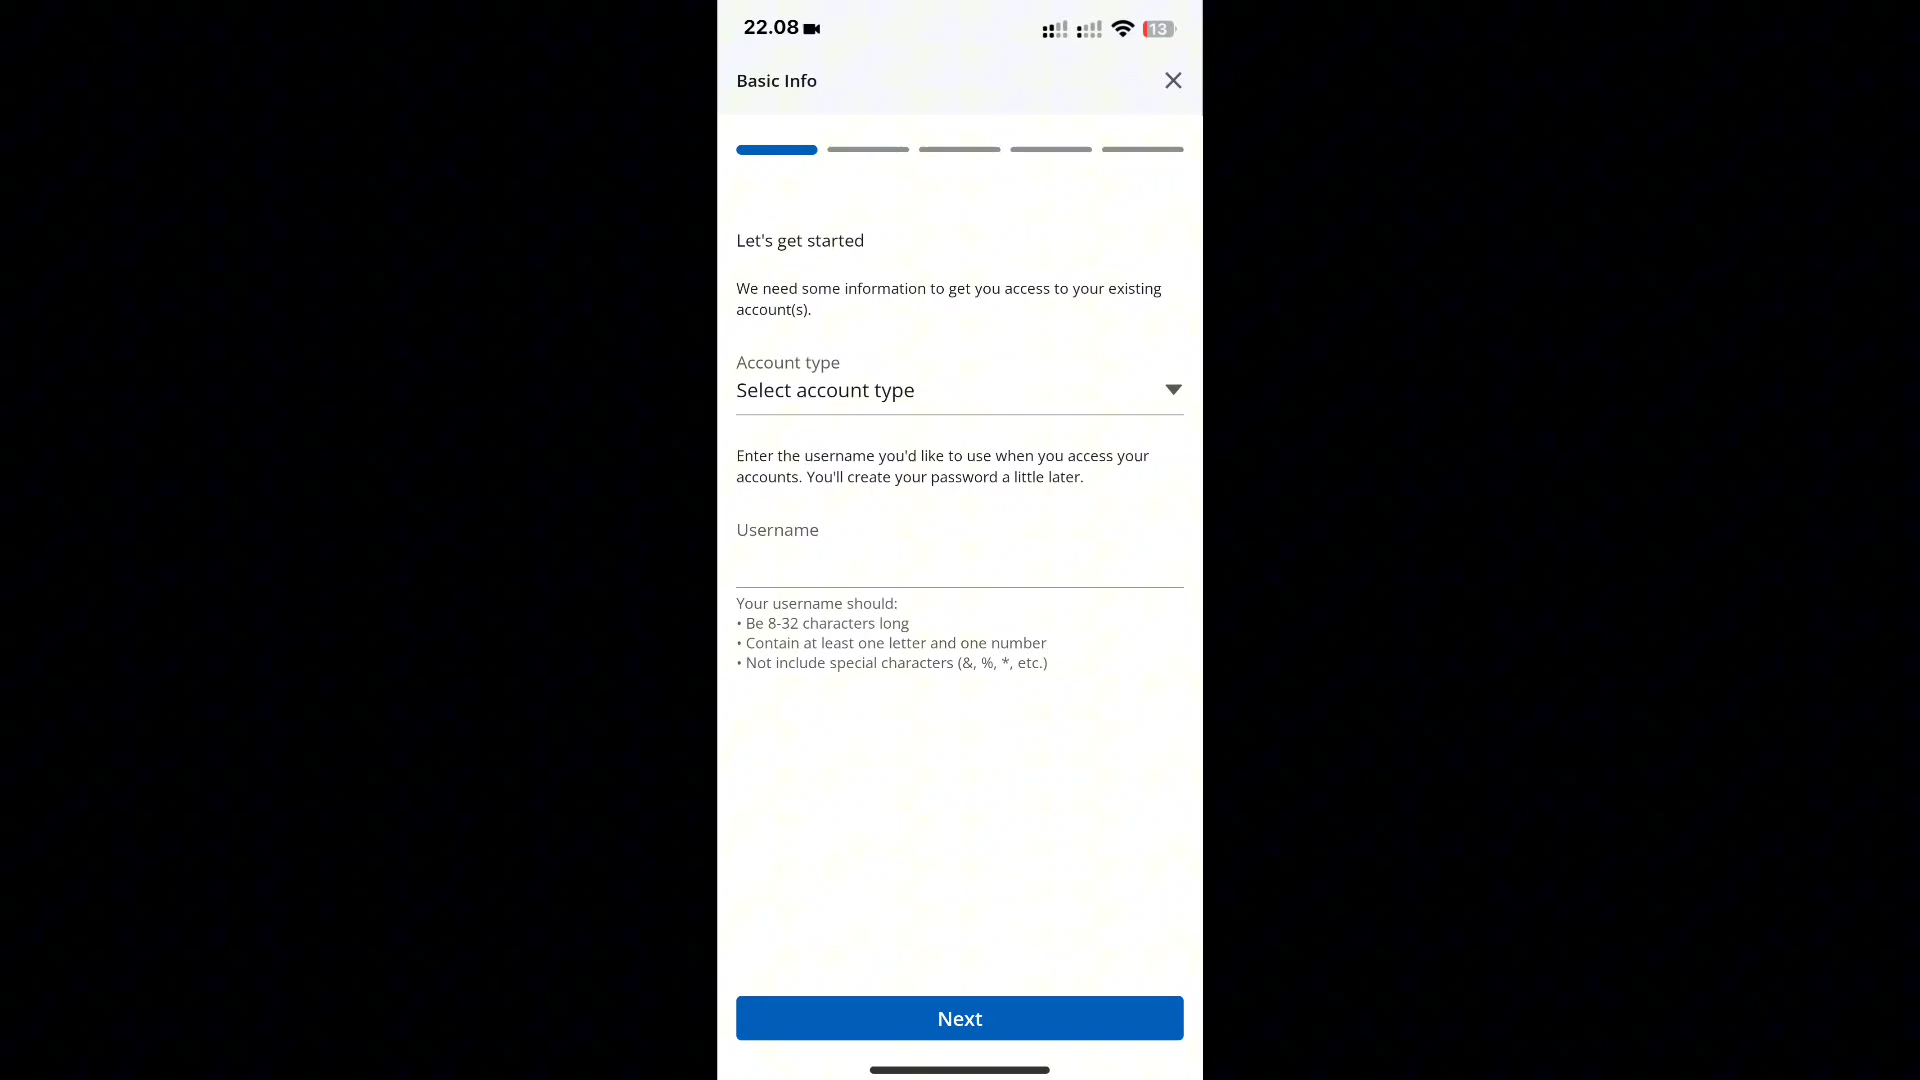 22.08
13
Basic Info
Let's get started
We need some information to get you access to your existing
account(s).
Account type
Select account type
Enter the username you'd like to use when you access your
accounts. You'll create your password a little later.
Username
Your username should:
• Be 8-32 characters long
• Contain at least one letter and one number
• Not include special characters (&, %, *, etc.)
Next